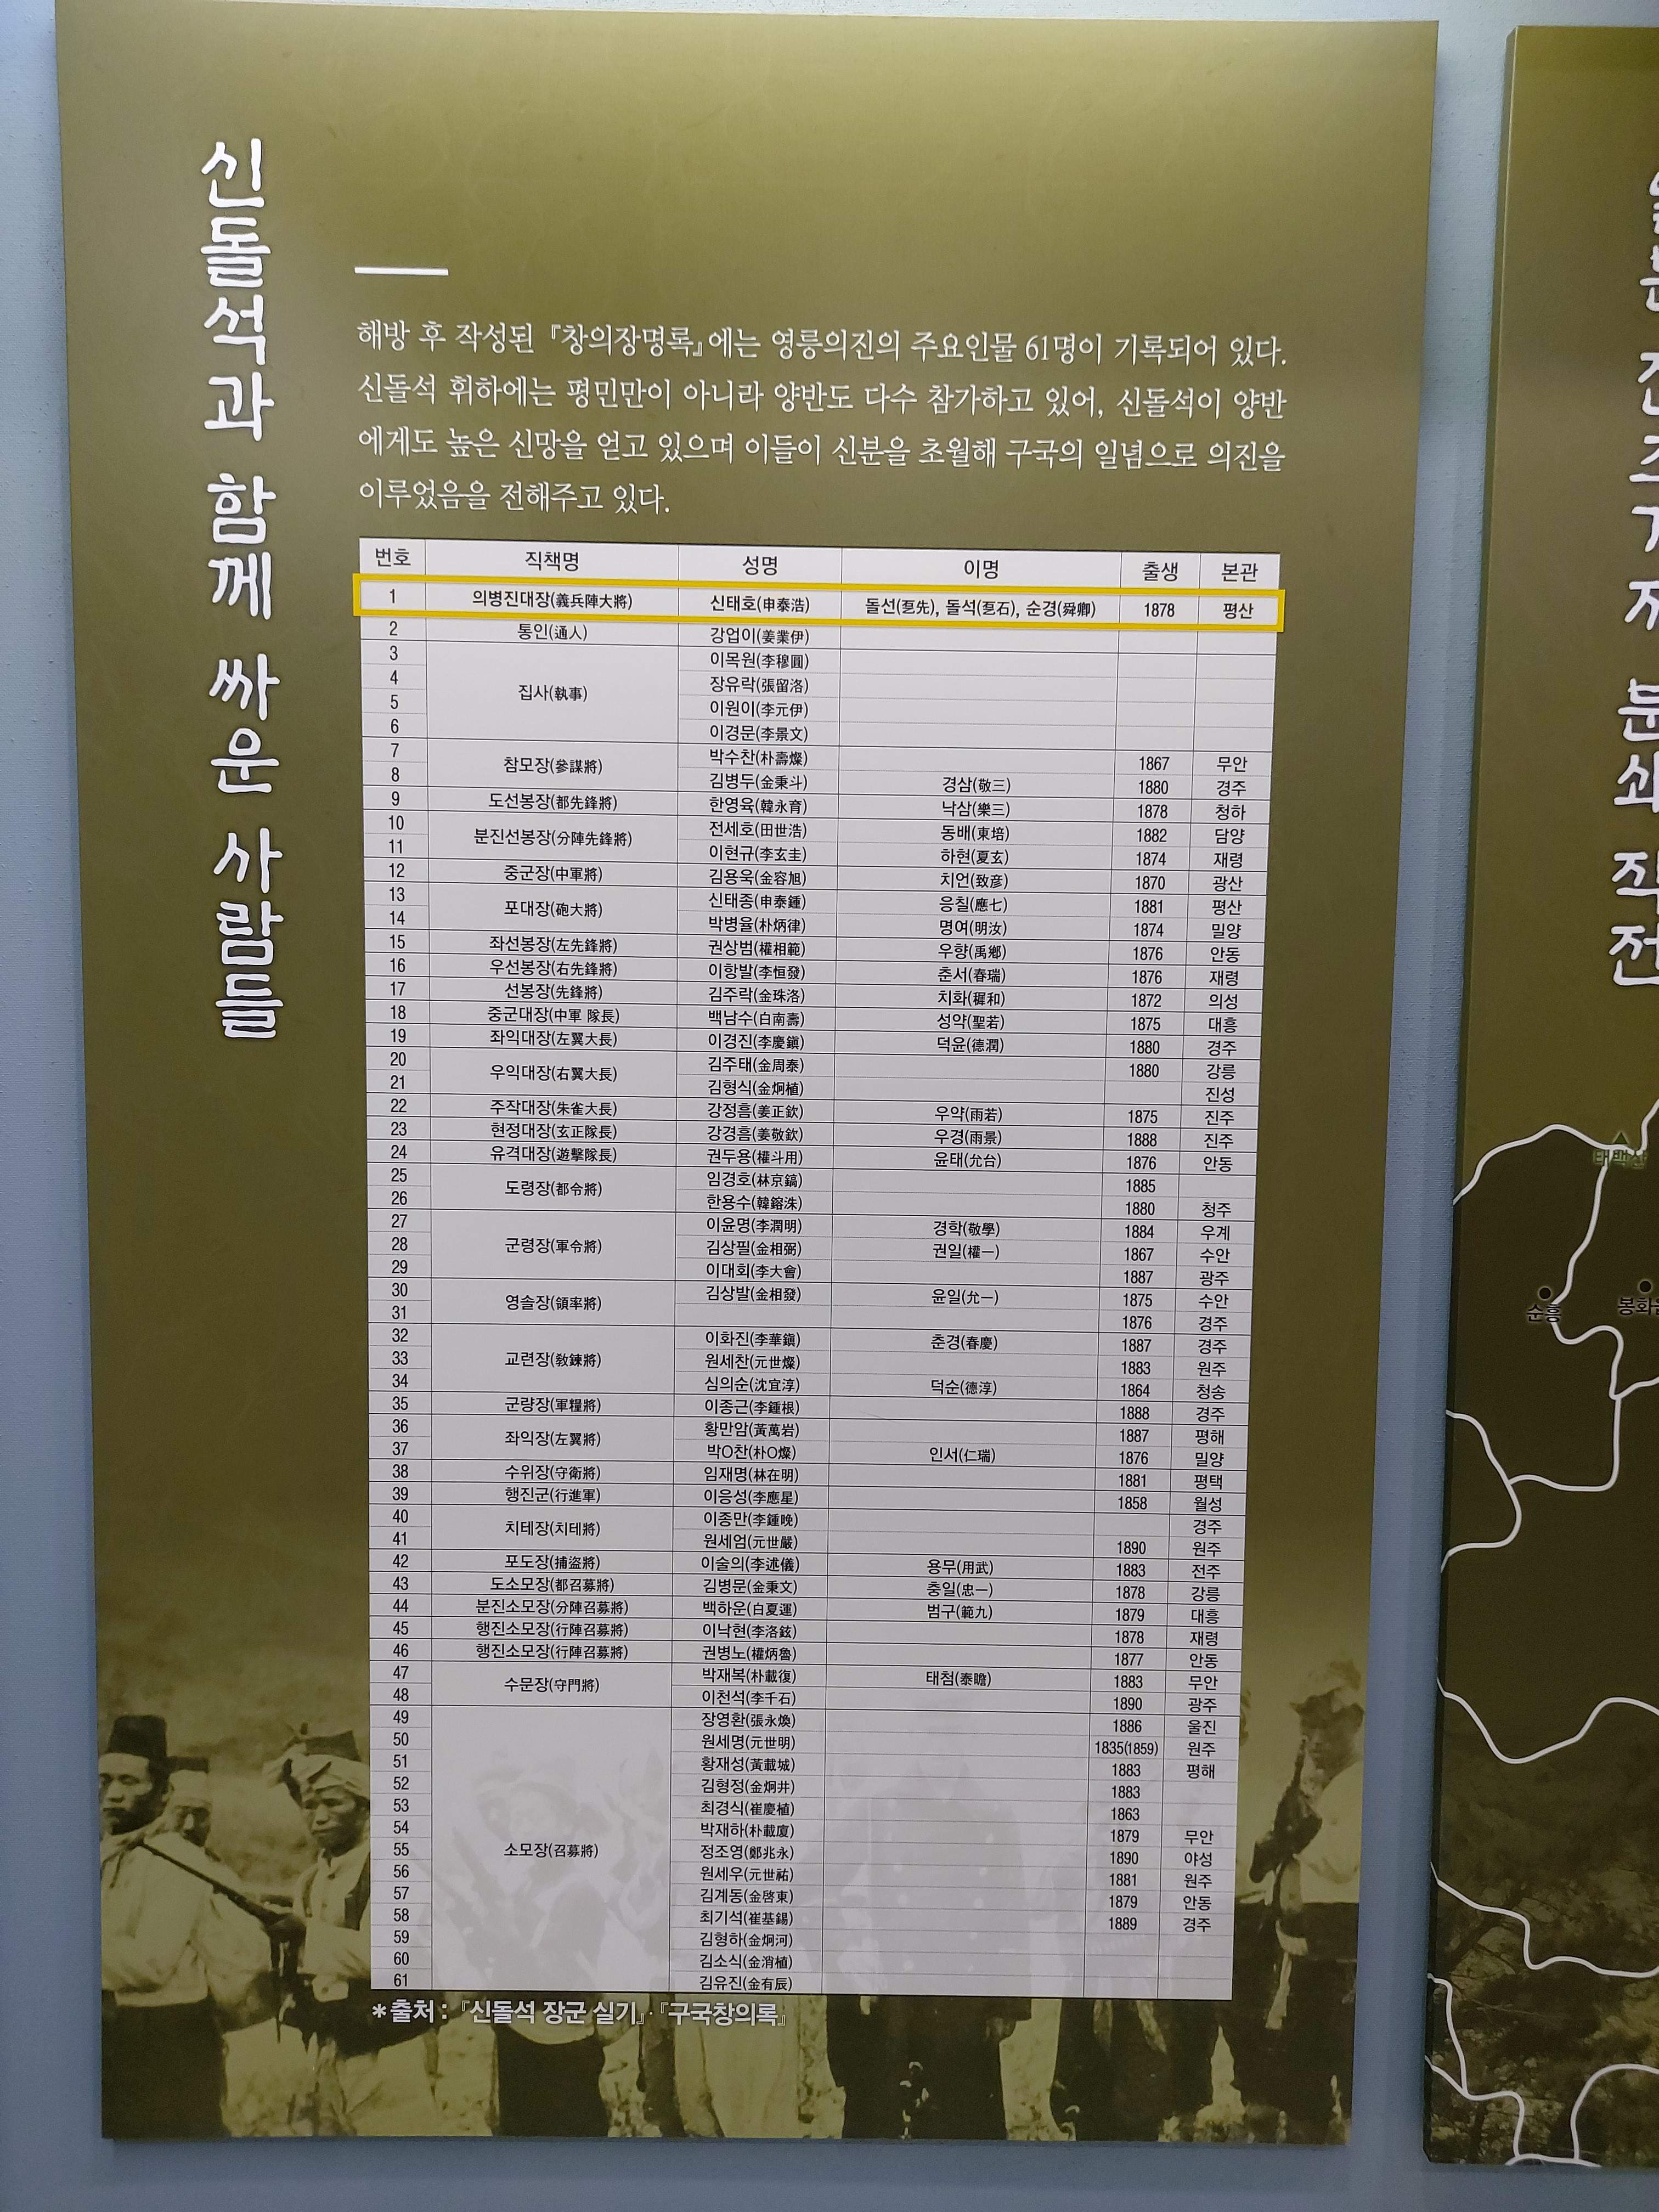 신돌석과 함께 싸운 사람들
해방 후 작성된 『창의장명록』에는 영릉의진의 주요인물 61명이 기록되어 있다.
신돌석 휘하에는 평민만이 아니라 양반도 다수 참가하고 있어, 신돌석이 양반
에게도 높은 신망을 얻고 있으며 이들이 신분을 초월해 구국의 일념으로 의진을
이루었음을 전해주고 있다.
번호 직책명 성명 이명 출생 본관
1 의병진대장(義兵陣大將) 신태호(申泰浩) 돌선(乭先), 돌석(乭石), 순경(舜卿) 1878 평산
2 통인(通人) 강업이(姜業伊)
3 집사(執事) 이목원(李穆圓)
4 장유락(張留洛)
5 이원이(李元伊)
6 이경문(李景文)
7 참모장(參謀將) 박수찬(朴壽燦) 1867 무안
8 김병두(金秉斗) 경삼(敬三) 1880 경주
9 도선봉장(都先鋒將) 한영육(韓永育) 낙삼(樂三) 1878 청하
10 분진선봉장(分陣先鋒將) 전세호(田世浩) 동배(東培) 1882 담양
11 이현규(李玄圭) 하현(夏玄) 1874 재령
12 중군장(中軍將) 김용욱(金容旭) 치언(致彦) 1870 광산
13 포대장(砲大將) 신태종(申泰鍾) 응칠(應七) 1881 평산
14 박병율(朴炳律) 명여(明汝) 1874 밀양
15 좌선봉장(左先鋒將) 권상범(權相範) 우향(禹鄕) 1876 안동
16 우선봉장(右先鋒將) 이항발(李恒發) 춘서(春瑞) 1876 재령
17 선봉장(先鋒將) 김주락(金珠洛) 치화(穉和) 1872 의성
18 중군대장(中軍 隊長) 백남수(白南壽) 성약(聖若) 1875 대흥
19 좌익대장(左翼大長) 이경진(李慶鎭) 덕윤(德潤) 1880 경주
20 우익대장(右翼大長) 김주태(金周泰) 1880 강릉
21 김형식(金炯植) 진성
22 주작대장(朱雀大長) 강정흠(姜正欽) 우약(雨若) 1875 진주
23 현정대장(玄正隊長) 강경흠(姜敬欽) 우경(雨景) 1888 진주
24 유격대장(遊擊隊長) 권두용(權斗用) 윤태(允台) 1876 안동
25 도령장(都令將) 임경호(林京鎬) 1885
26 한용수(韓鎔洙) 1880 청주
27 군령장(軍令將) 이윤명(李潤明) 경학(敬學) 1884 우계
28 김상필(金相弼) 권일(權一) 1867 수안
29 이대회(李大會) 1887 광주
30 영솔장(領率將) 김상발(金相發) 윤일(允一) 1875 수안
31 1876 경주
32 교련장(敎鍊將) 이화진(李華鎭) 춘경(春慶) 1887 경주
33 원세찬(元世燦) 1883 원주
34 심의순(沈宜淳) 덕순(德淳) 1864 청송
35 군량장(軍糧將) 이종근(李鍾根) 1888 경주
36 좌익장(左翼將) 황만암(黃萬岩) 1887 평해
37 박O찬(朴O燦) 인서(仁瑞) 1876 밀양
38 수위장(守衛將) 임재명(林在明) 1881 평택
39 행진군(行進軍) 이응성(李應星) 1858 월성
40 치테장(치테將) 이종만(李鍾晩) 경주
41 원세엄(元世嚴) 1890 원주
42 포도장(捕盜將) 이술의(李述儀) 용무(用武) 1883 전주
43 도소모장(都召募將) 김병문(金秉文) 충일(忠一) 1878 강릉
44 분진소모장(分陣召募將) 백하운(白夏運) 범구(範九) 1879 대흥
45 행진소모장(行陣召募將) 이낙현(李洛鉉) 1878 재령
46 행진소모장(行陣召募將) 권병노(權炳魯) 1877 안동
47 수문장(守門將) 박재복(朴載復) 태첨(泰瞻) 1883 무안
48 이천석(李千石) 1890 광주
49 소모장(召募將) 장영환(張永煥) 1886 울진
50 원세명(元世明) 1835(1859) 원주
51 황재성(黃載城) 1883 평해
52 김형정(金炯井) 1883
53 최경식(崔慶植) 1863
54 박재하(朴載廈) 1879 무안
55 정조영(鄭兆永) 1890 야성
56 원세우(元世祐) 1881 원주
57 김계동(金啓東) 1879 안동
58 최기석(崔基錫) 1889 경주
59 김형하(金炯河)
60 김소식(金消植)
61 김유진(金有辰)
*출처 : 『신돌석 장군 실기』·『구국창의록』
태백산
순흥